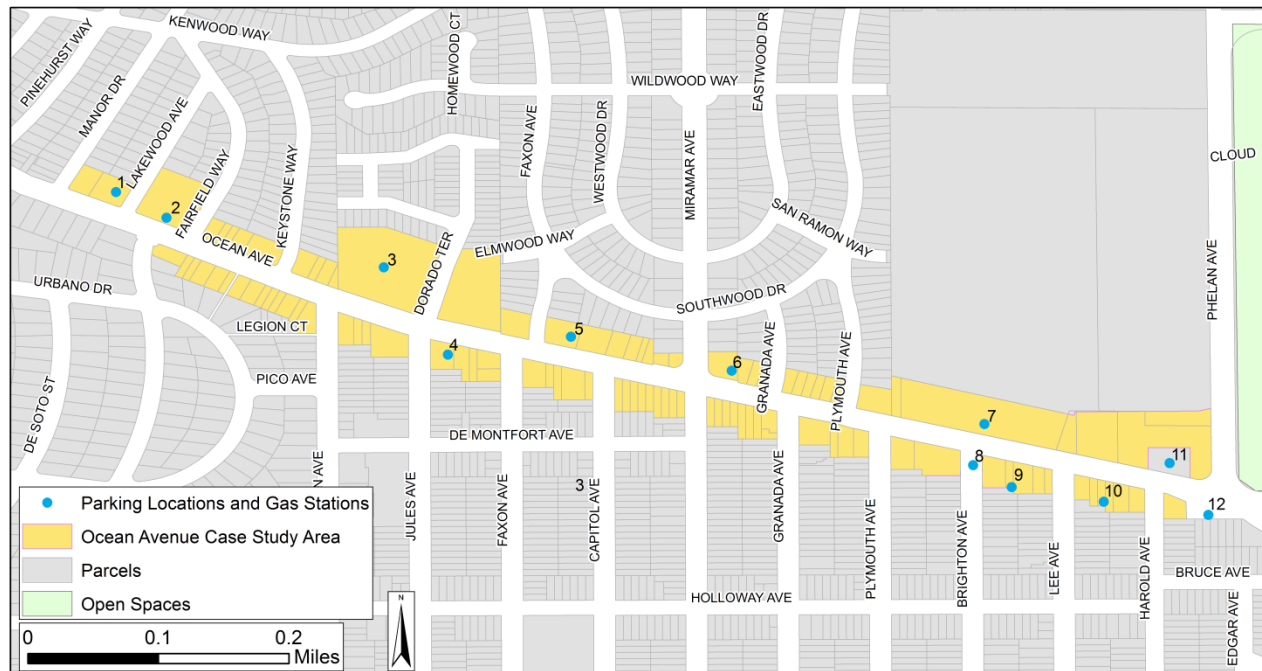 KENWOOD WAY
PINEHURST WAY
MANOR DR
LAKEWOOD AVE
FAIRFIELD WAY
KEYSTONE WAY
HOMEWOOD CT
WILDWOOD WAY
EASTWOOD DR
FAXON AVE
WESTWOOD DR
MIRAMAR AVE
CLOUD
SAN RAMON WAY
ELMWOOD WAY
DORADO TER
OCEAN AVE
SOUTHWOOD DR
PHELAN AVE
URBANO DR
LEGION CT
PICO AVE
DE SOTO ST
GRANADA AVE
PLYMOUTH AVE
DE MONTFORT AVE
1
2
3
4
5
6
7
8
9
10
11
12
3
N AVE
JULES AVE
FAXON AVE
CAPITOL AVE
GRANADA AVE
PLYMOUTH AVE
BRIGHTON AVE
LEE AVE
HAROLD AVE
BRUCE AVE
EDGAR AVE
HOLLOWAY AVE
Parking Locations and Gas Stations
Ocean Avenue Case Study Area
Parcels
Open Spaces
N
0 0.1 0.2
Miles